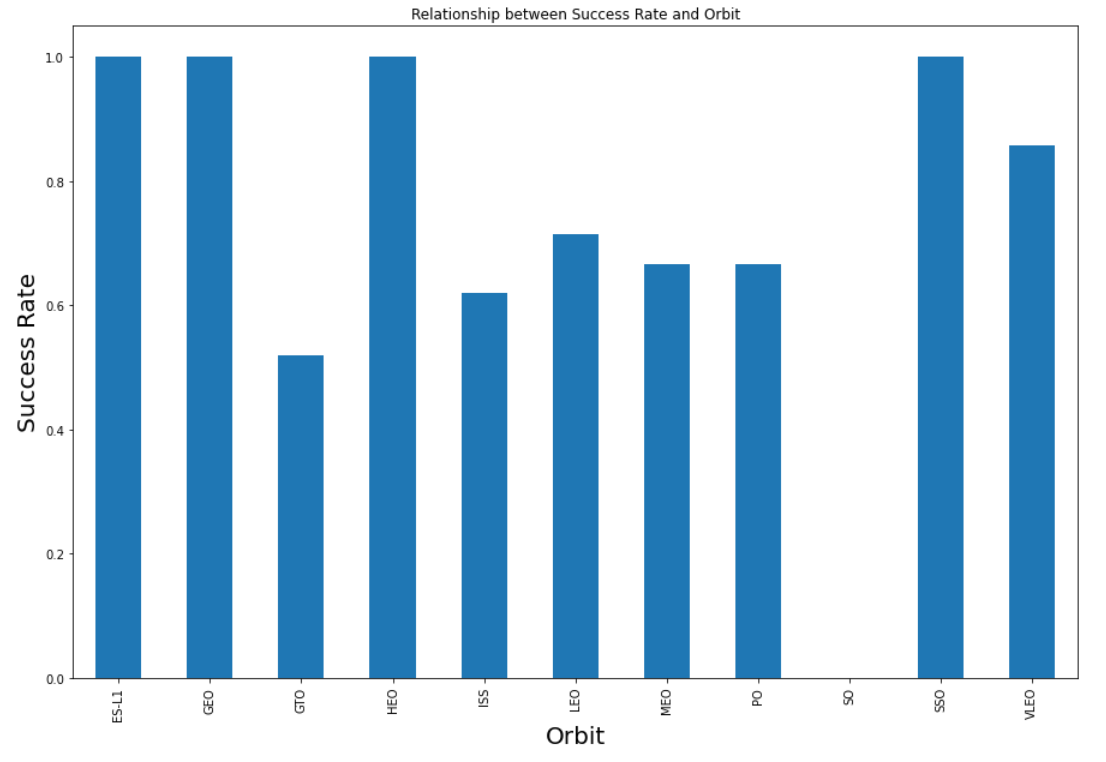 Relationship between Success Rate and Orbit
1.0
0.8
0.6
0.4
0.2
0.0
Success Rate
ES-L1
GEO
GTO
HEO
ISS
LEO
MEO
PO
SO
SSO
VLEO
Orbit